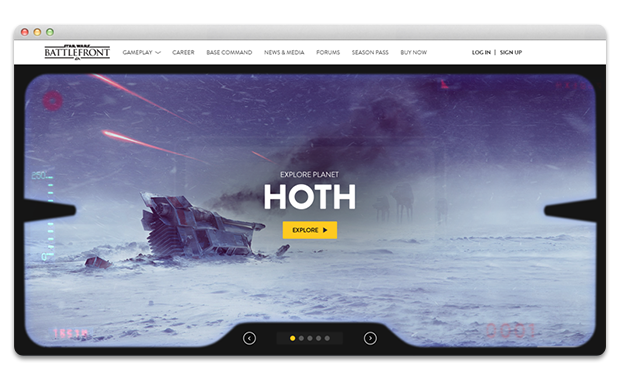 STAR WARS
BATTLEFRONT
GAMEPLAY
CAREER
BASE COMMAND
NEWS & MEDIA
FORUMS
SEASON PASS
BUY NOW
LOG IN | SIGN UP
EXPLORE PLANET
HOTH
EXPLORE